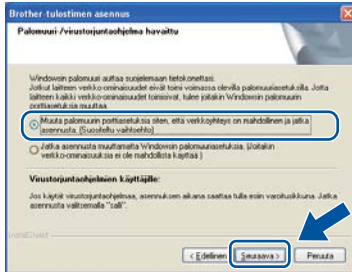 Brother-tulostimen asennus
Palomuuri-/virustorjuntaohjelma havaittu
Windowsin palomuuri auttaa suojelemaan tietokonettasi.
Jotkut laitteen verkko-ominaisuudet eivät toimi voimassa olevilla palomuuriasetuksilla. Jotta
laitteen kaikki verkko-ominaisuudet toimisivat, tulee joitakin Windowsin palomuurin
porttiasetuksia muuttaa.
Muuta palomuurin porttiasetuksia siten, että verkkoyhteys on mahdollinen ja jatka
asennusta. (Suositeltu vaihtoehto)
Jatka asennusta muuttamatta Windowsin palomuuriasetuksia. (Joitakin
verkko-ominaisuuksia ei ole mahdollista käyttää )
Virustorjuntaohjelmien käyttäjille:
Jos käytät virustorjuntaohjelmaa, asennuksen aikana saattaa tulla esiin varoitusikkuna. Jatka
asennusta valitsemalla "salli".
InstallShield
< Edellinen
Seuraava >
Peruuta